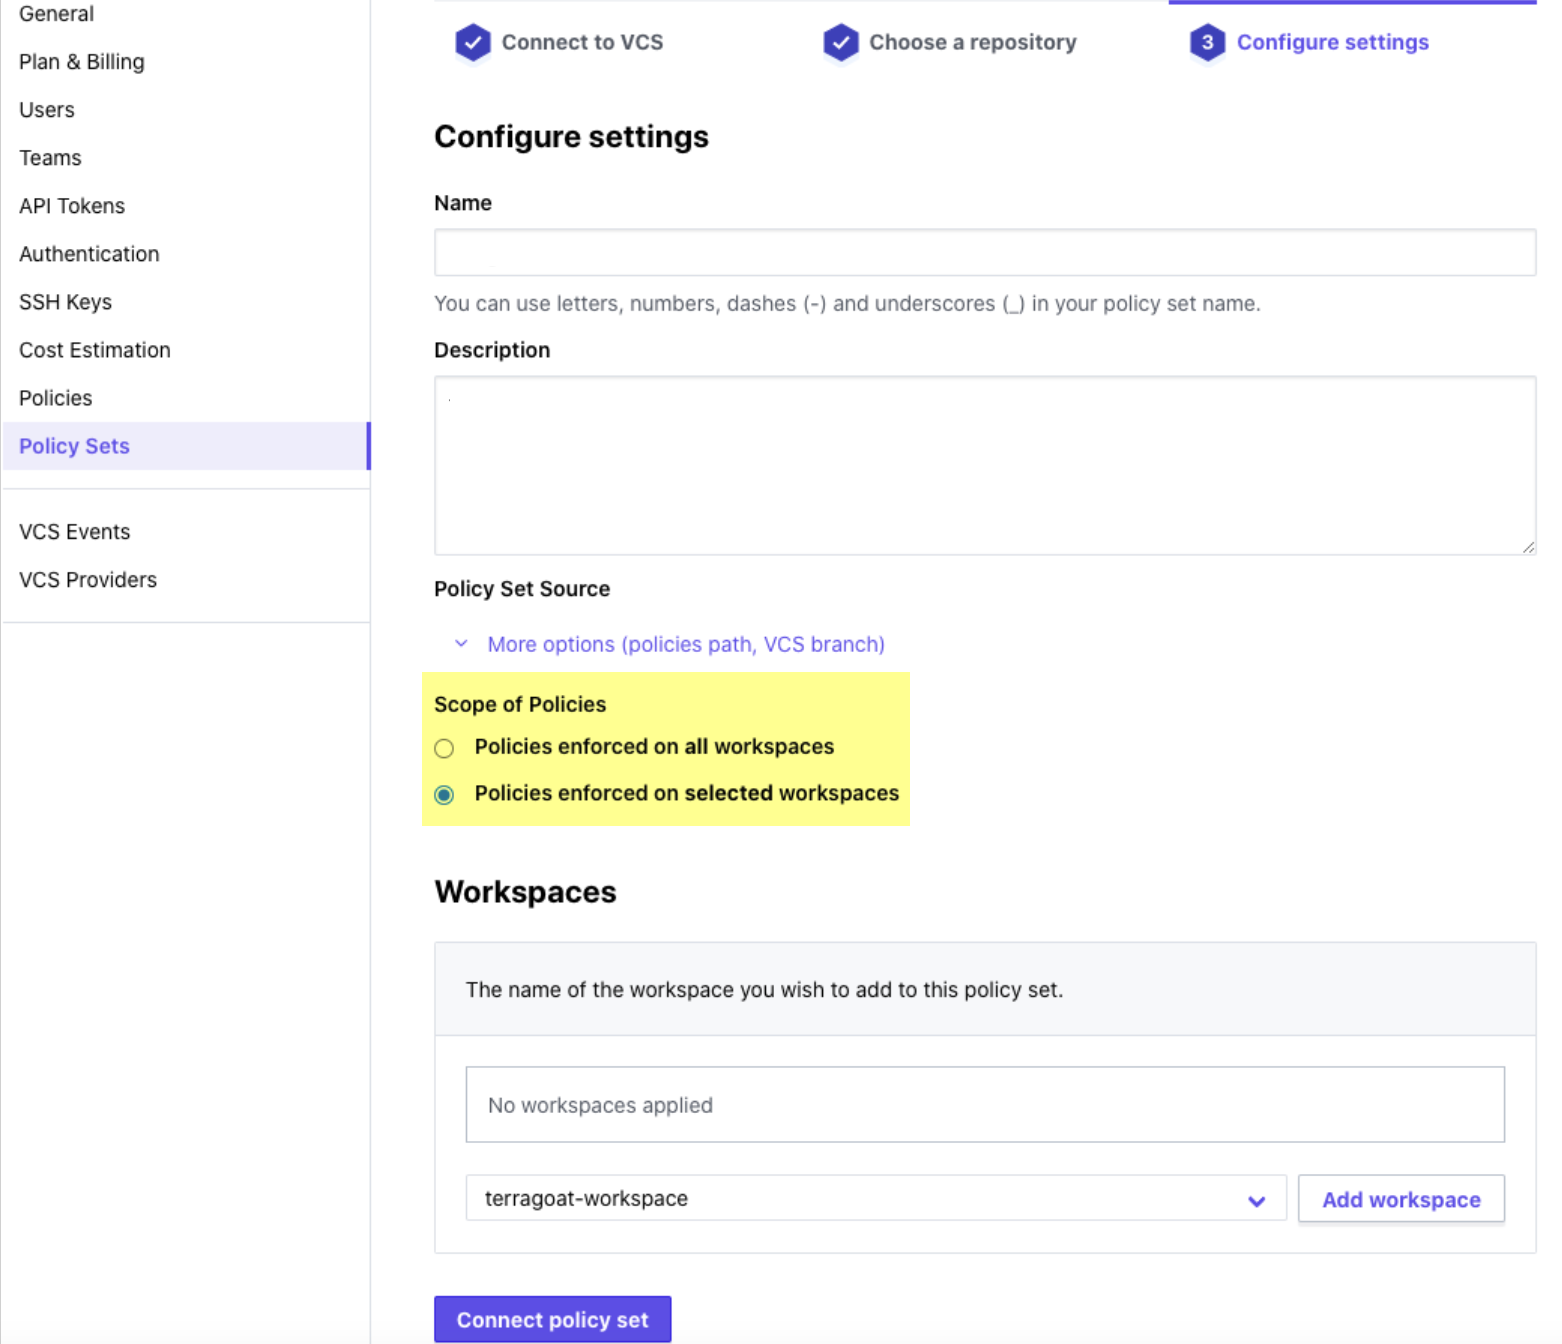 General
Plan & Billing
Users
Teams
API Tokens
Authentication
SSH Keys
Cost Estimation
Policies
Policy Sets
VCS Events
VCS Providers
Connect to VCS
Choose a repository
3 Configure settings
Configure settings
Name
You can use letters, numbers, dashes (-) and underscores (_) in your policy set name.
Description
Policy Set Source
More options (policies path, VCS branch)
Scope of Policies
Policies enforced on all workspaces
Policies enforced on selected workspaces
Workspaces
The name of the workspace you wish to add to this policy set.
No workspaces applied
terragoat-workspace
Add workspace
Connect policy set